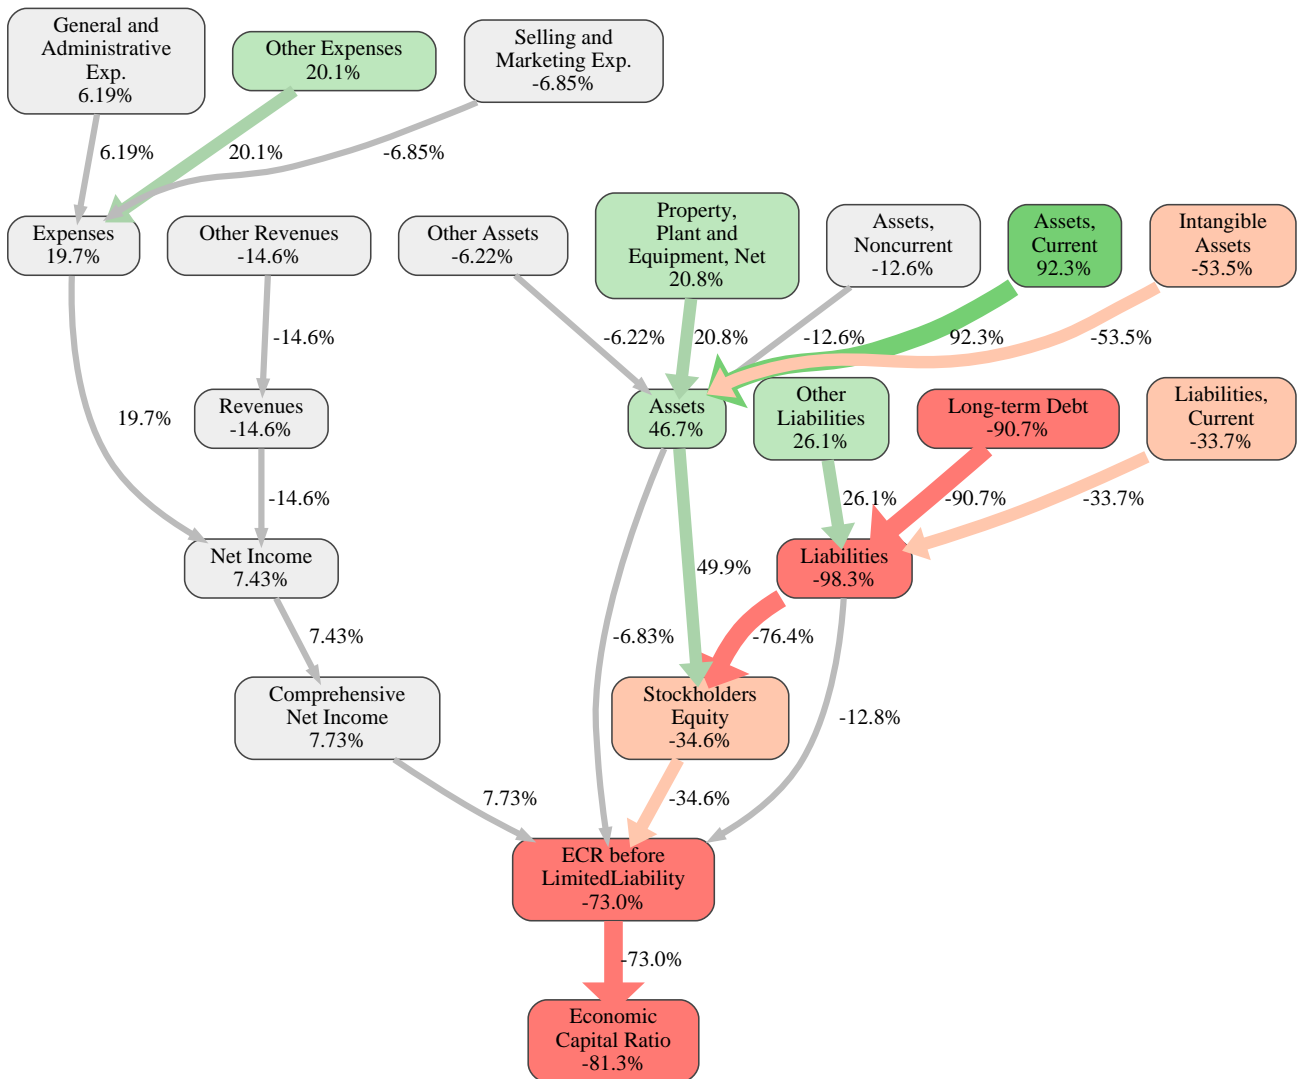 General and
Administrative
Exp.
6.19%
Other Expenses
20.1%
Selling and
Marketing Exp.
-6.85%
6.19%
20.1%
-6.85%
Expenses
19.7%
Other Revenues
-14.6%
Other Assets
-6.22%
Property,
Plant and
Equipment, Net
20.8%
Assets,
Noncurrent
-12.6%
Assets,
Current
92.3%
Intangible
Assets
-53.5%
-14.6%
-6.22%
20.8%
-12.6%
92.3%
-53.5%
19.7%
Revenues
-14.6%
Assets
46.7%
Other
Liabilities
26.1%
Long-term Debt
-90.7%
Liabilities,
Current
-33.7%
-14.6%
26.1%
-90.7%
-33.7%
Net Income
7.43%
49.9%
Liabilities
-98.3%
7.43%
-6.83%
-76.4%
Comprehensive
Net Income
7.73%
Stockholders
Equity
-34.6%
-12.8%
7.73%
-34.6%
ECR before
LimitedLiability
-73.0%
-73.0%
Economic
Capital Ratio
-81.3%